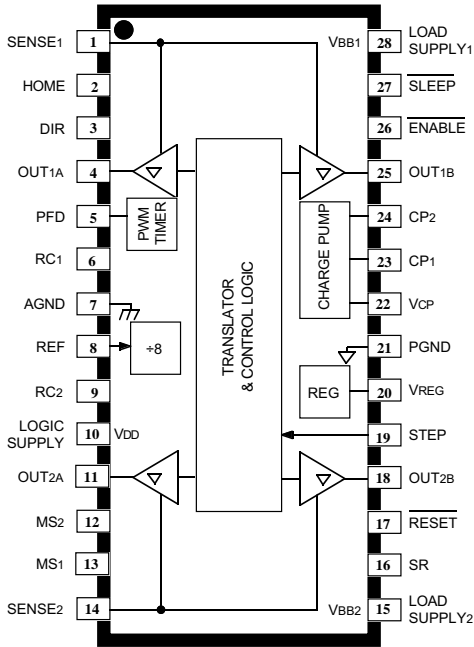 SENSE1 1
HOME 2
DIR 3
OUT1A 4
PFD 5
RC1 6
AGND 7
REF 8
RC2 9
LOGIC
SUPPLY 10 VDD
OUT2A 11
MS2 12
MS1 13
SENSE2 14
PWM
TIMER
÷8
TRANSLATOR
& CONTROL LOGIC
CHARGE PUMP
REG
VBB1 28 LOAD
SUPPLY1
27 SLEEP
26 ENABLE
25 OUT1B
24 CP2
23 CP1
22 VCP
21 PGND
20 VREG
19 STEP
18 OUT2B
17 RESET
16 SR
VBB2 15 LOAD
SUPPLY2